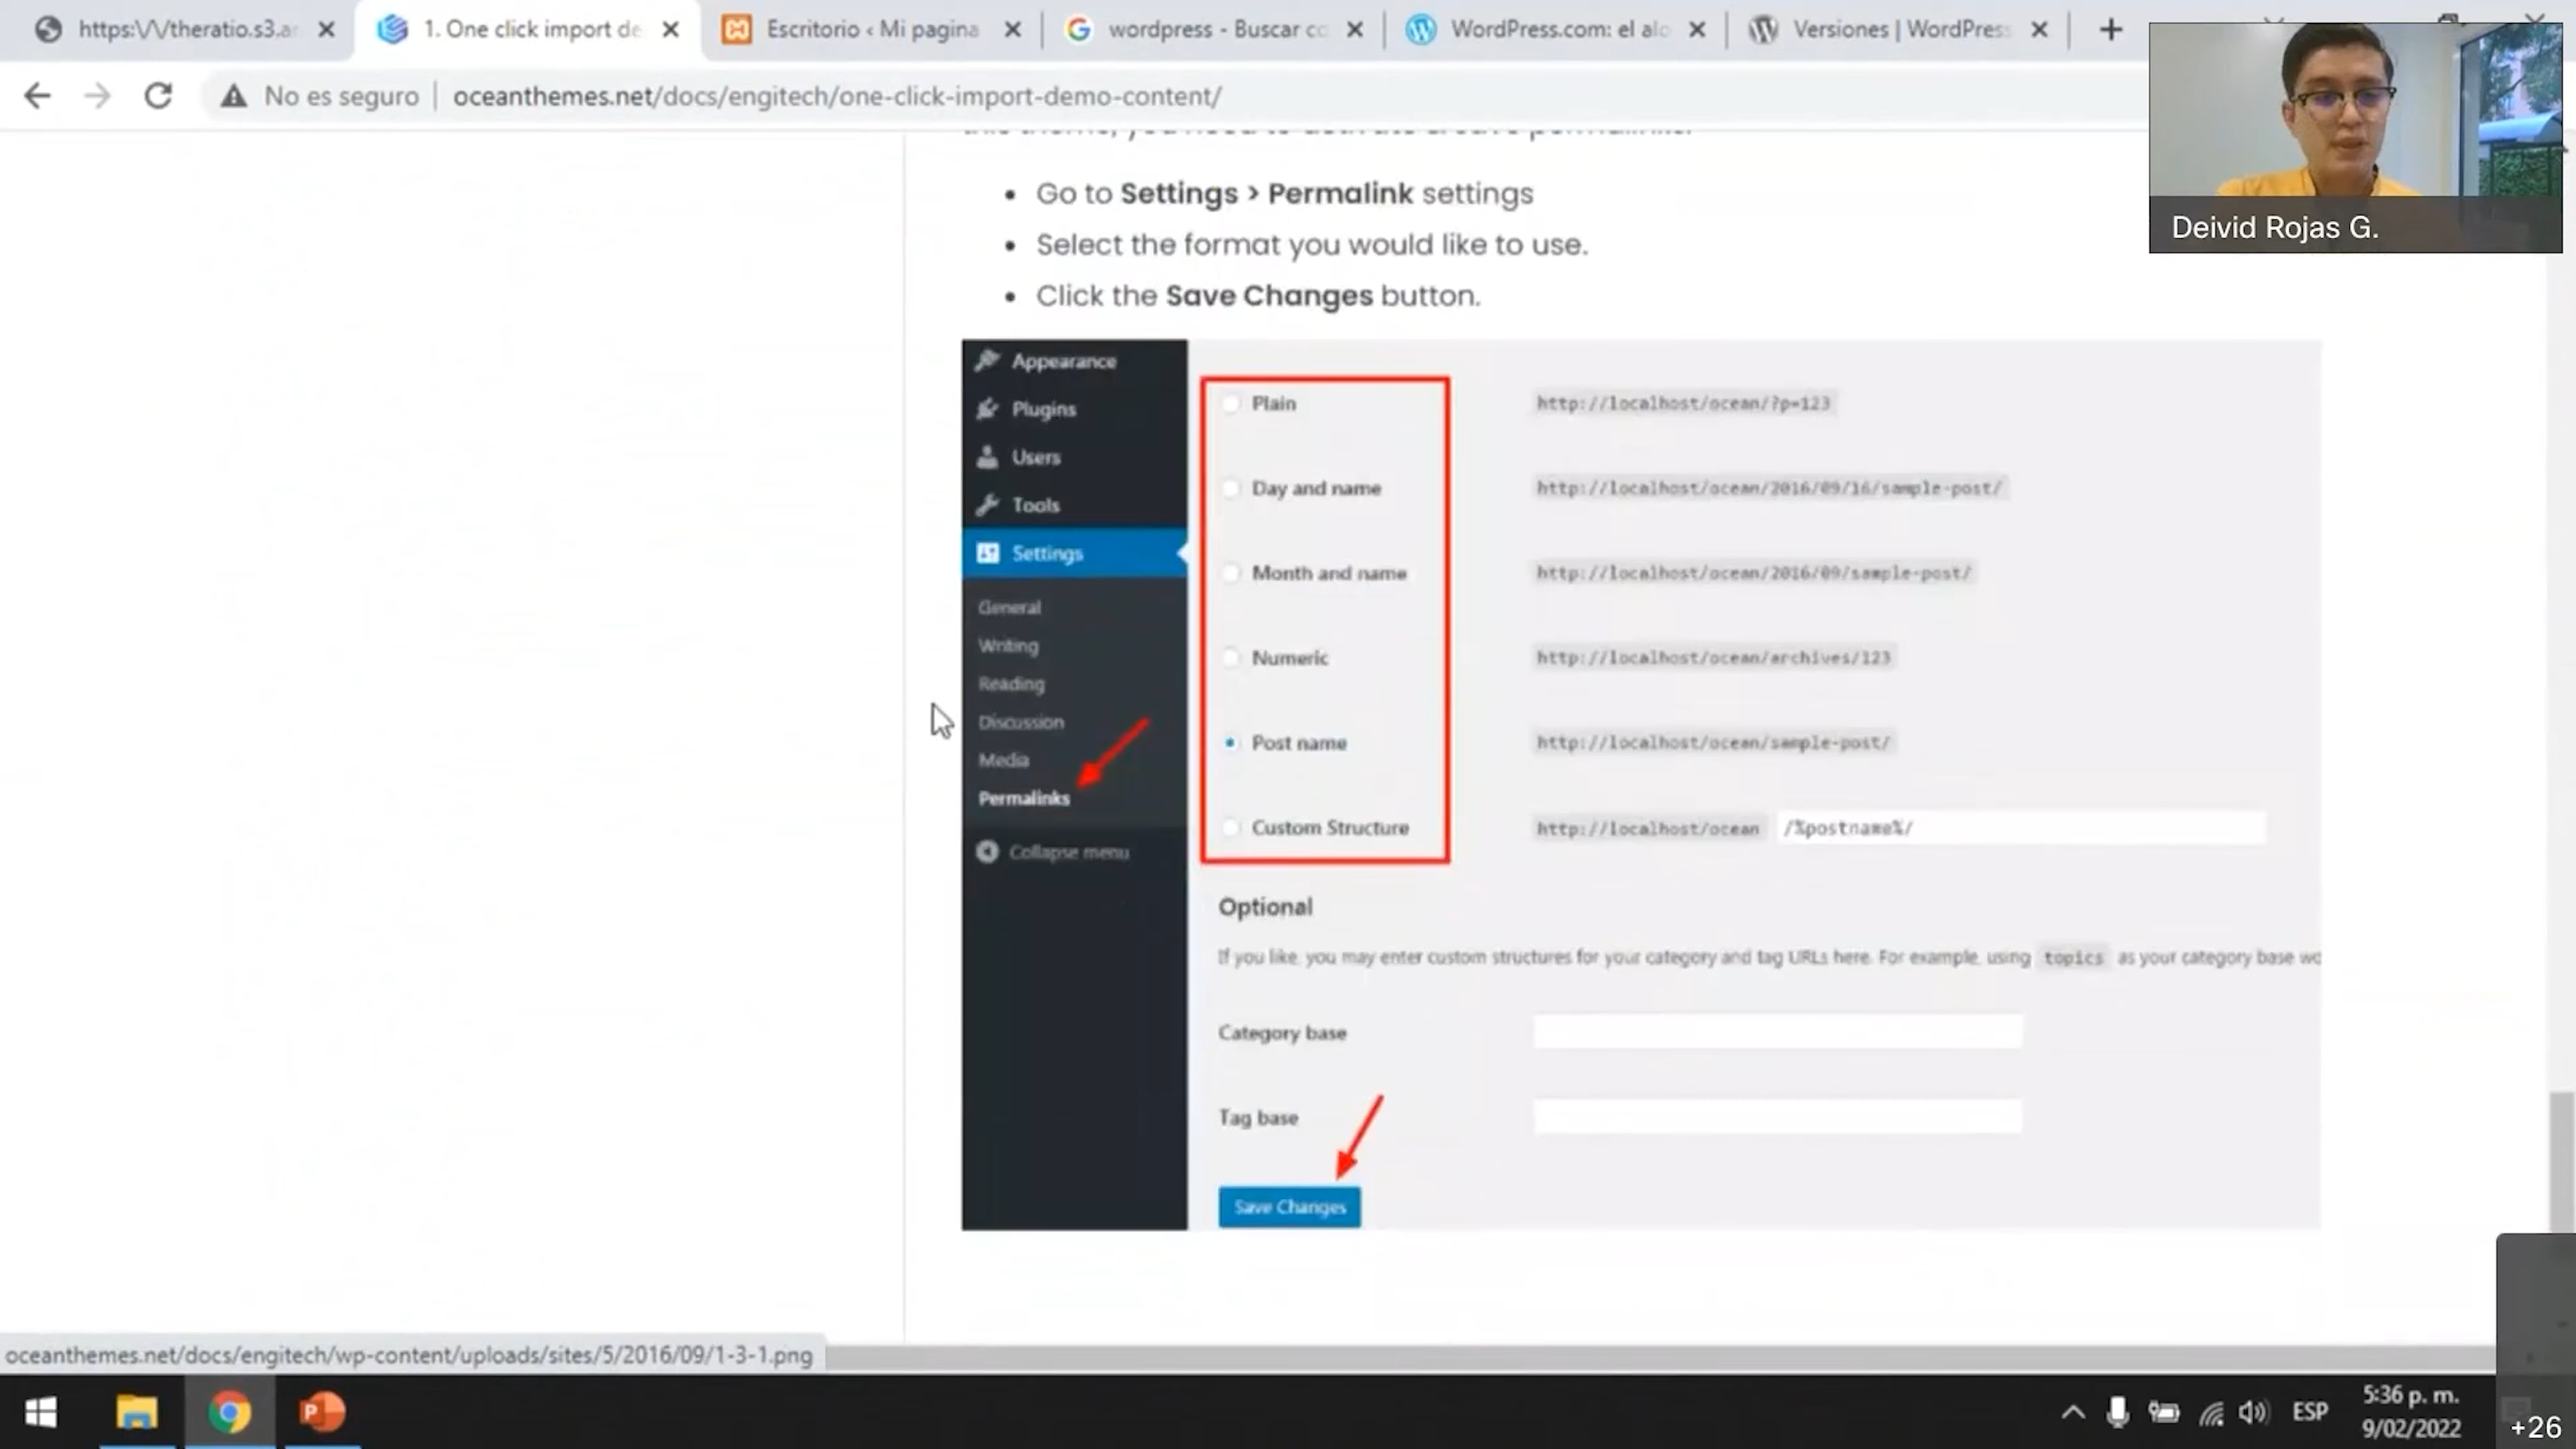 https:\/\/theratio.s3.ar
1. One click import de
Escritorio ‹ Mi pagina
wordpress - Buscar co
WordPress.com: el alo
Versiones | WordPress
No es seguro
oceanthemes.net/docs/engitech/one-click-import-demo-content/
Deivid Rojas G.
• Go to Settings > Permalink settings
• Select the format you would like to use.
• Click the Save Changes button.
Appearance
Plugins
Users
Tools
Settings
General
Writing
Reading
Discussion
Media
Permalinks
Collapse menu
Plain http://localhost/ocean/?p=123
Day and name http://localhost/ocean/2016/09/16/sample-post/
Month and name http://localhost/ocean/2016/09/sample-post/
Numeric http://localhost/ocean/archives/123
Post name http://localhost/ocean/sample-post/
Custom Structure http://localhost/ocean /%postname%/
Optional
If you like, you may enter custom structures for your category and tag URLs here. For example, using topics as your category base wo
Category base
Tag base
Save Changes
oceanthemes.net/docs/engitech/wp-content/uploads/sites/5/2016/09/1-3-1.png
ESP
5:36 p. m.
9/02/2022
+26